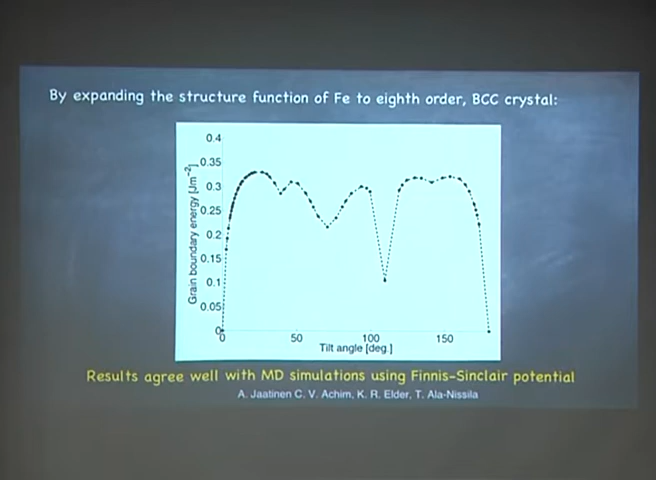 By expanding the structure function of Fe to eighth order, BCC crystal:
0.4
0.35
0.3
0.25
0.2
0.15
0.1
0.05
0
Grain boundary energy [Jm⁻²]
0
50
100
150
Tilt angle [deg.]
Results agree well with MD simulations using Finnis-Sinclair potential
A. Jaatinen C. V. Achim, K. R. Elder, T. Ala-Nissila